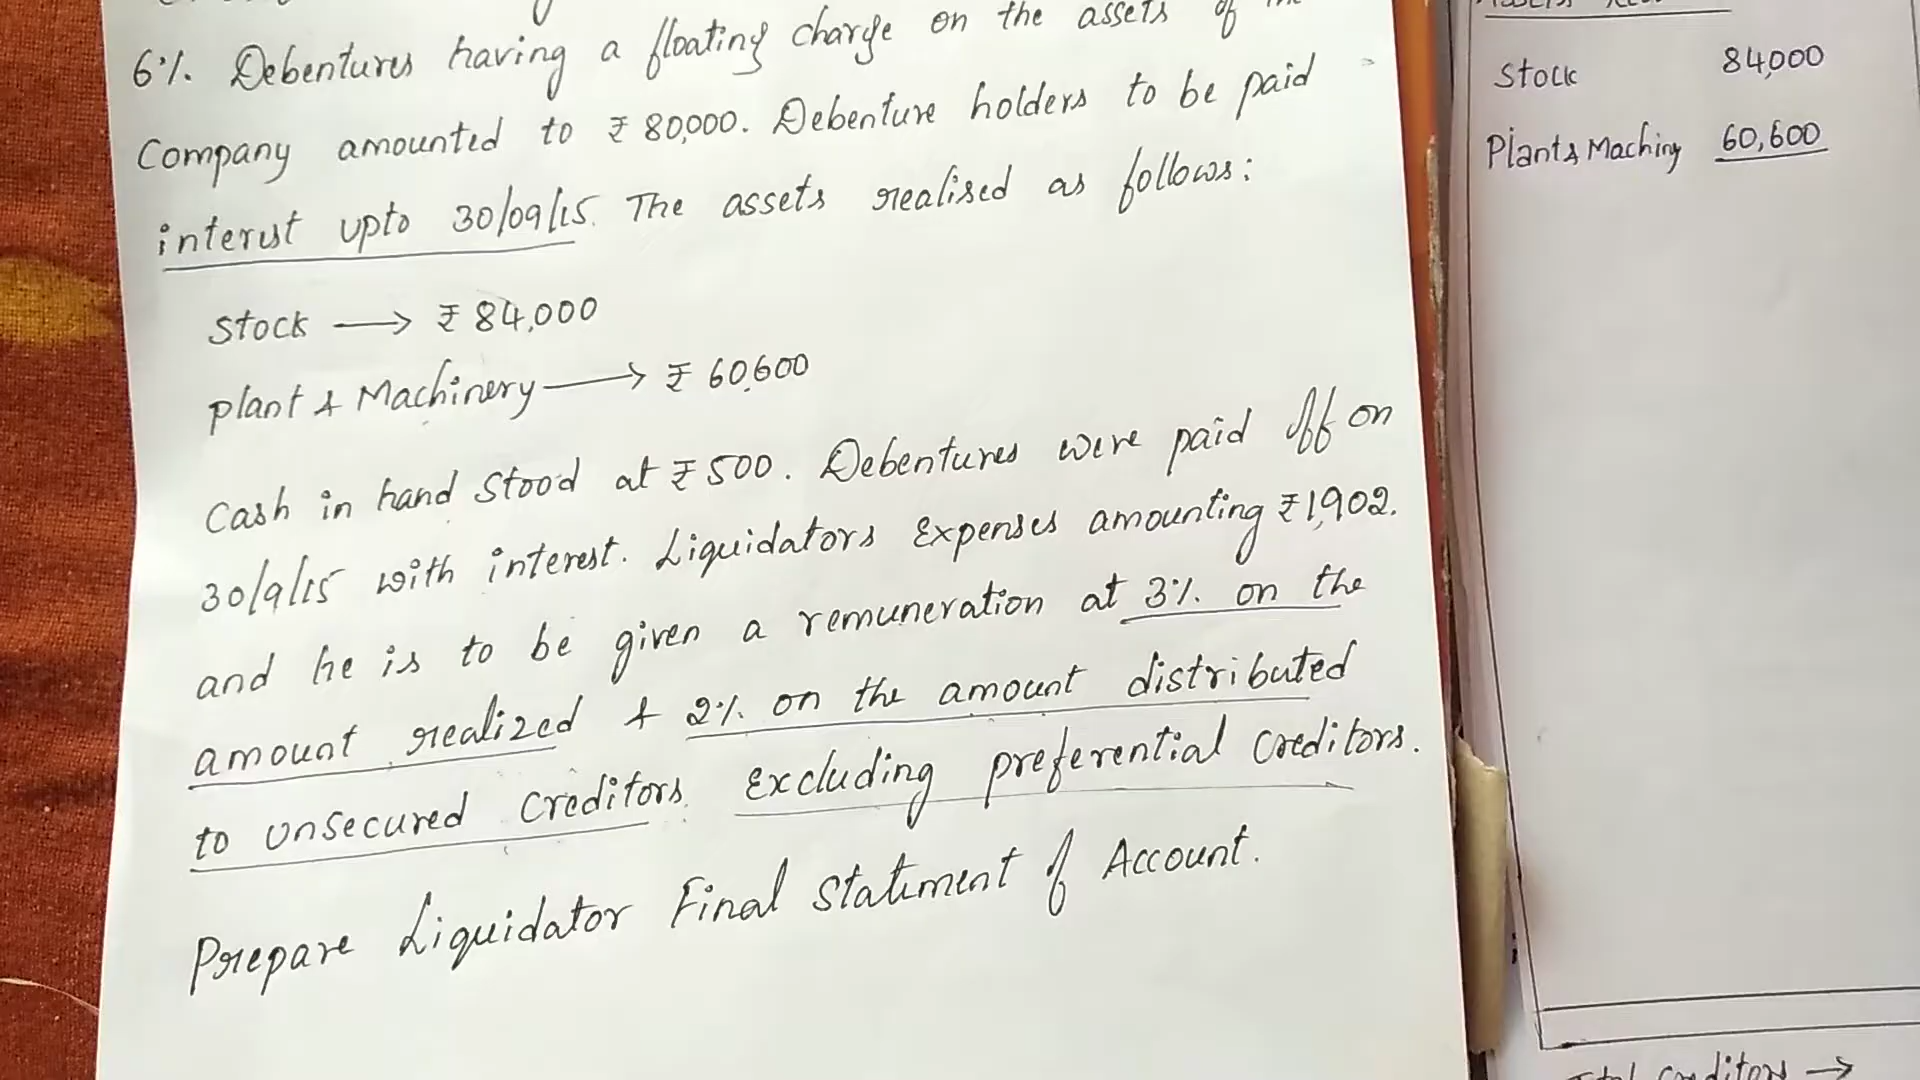 6%. Debentures having a floating charge on the assets of
Company amounted to ₹ 80,000. Debenture holders to be paid
interest upto 30/09/15. The assets realised as follows:
Stock → ₹ 84,000
Plant & Machinery → ₹ 60,600
Cash in hand Stood at ₹ 500. Debentures were paid off on
30/9/15 with interest. Liquidators Expenses amounting ₹ 1,902.
and he is to be given a remuneration at 3%. on the
amount realized & 2%. on the amount distributed
to unsecured Creditors. Excluding preferential Creditors.
Prepare Liquidator Final Statement of Account.
Stock 84,000
Plant & Machiny 60,600
Creditors →